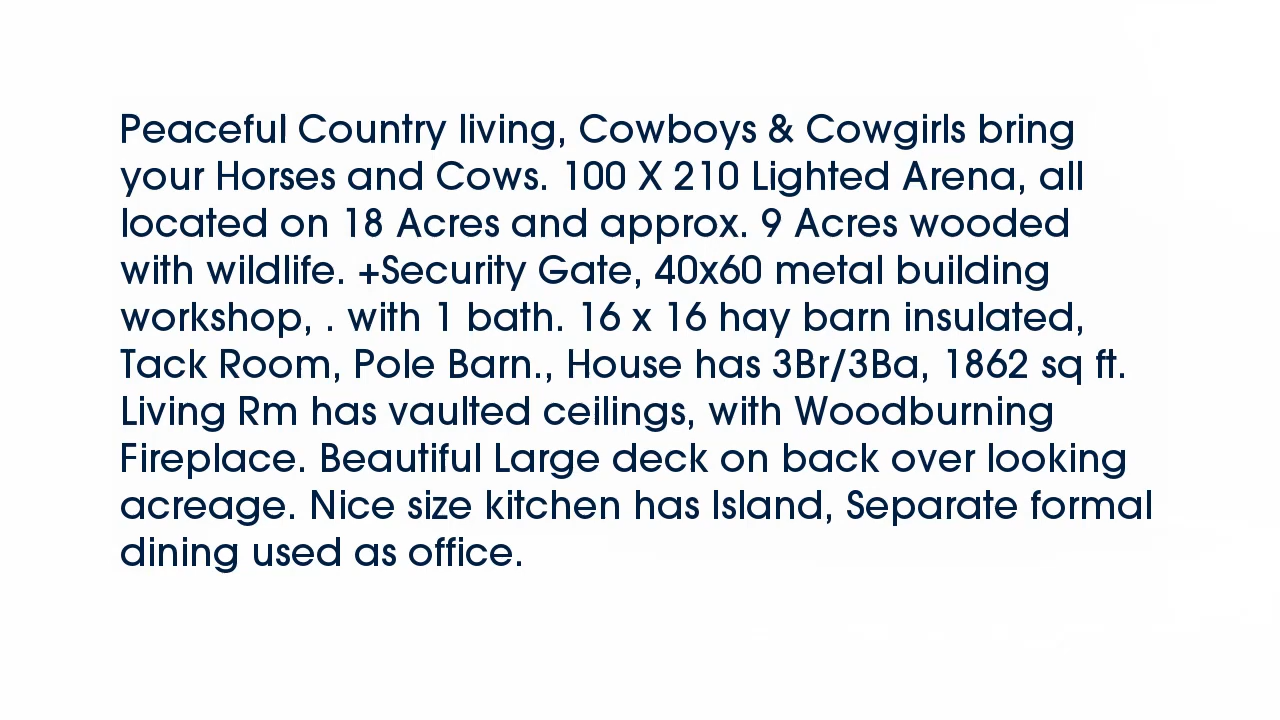 Peaceful Country living, Cowboys & Cowgirls bring
your Horses and Cows. 100 X 210 Lighted Arena, all
located on 18 Acres and approx. 9 Acres wooded
with wildlife. +Security Gate, 40x60 metal building
workshop, . with 1 bath. 16 x 16 hay barn insulated,
Tack Room, Pole Barn., House has 3Br/3Ba, 1862 sq ft.
Living Rm has vaulted ceilings, with Woodburning
Fireplace. Beautiful Large deck on back over looking
acreage. Nice size kitchen has Island, Separate formal
dining used as office.